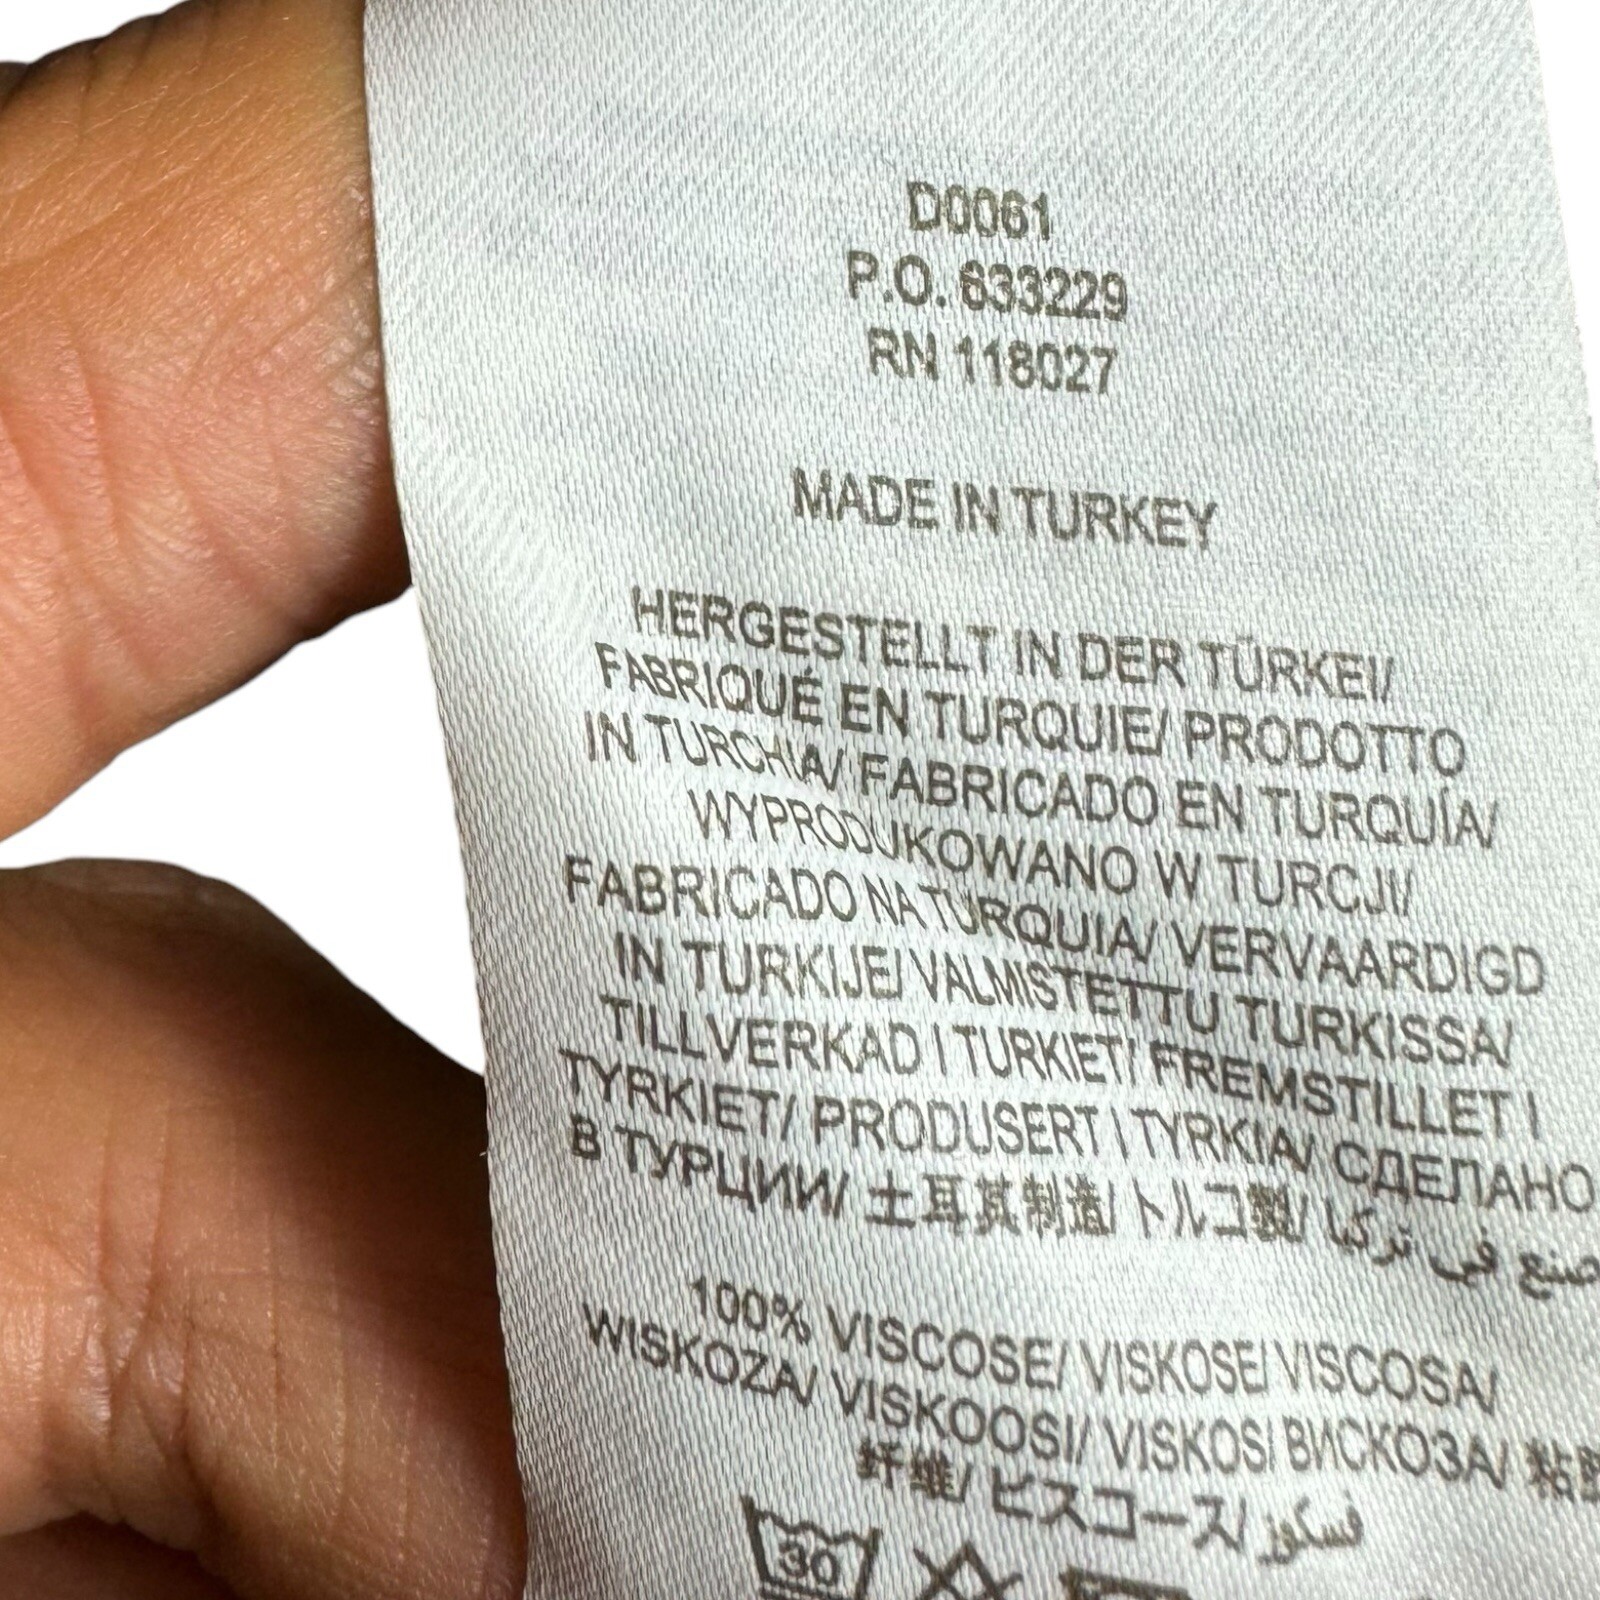 D0061
P.O. 633229
RN 118027
MADE IN TURKEY
HERGESTELLT IN DER TÜRKEI/
FABRIQUÉ EN TURQUIE/ PRODOTTO
IN TURCHIA/ FABRICADO EN TURQUÍA/
WYPRODUKOWANO W TURCJI/
FABRICADO NA TURQUIA/ VERVAARDIGD
IN TURKIJE/ VALMISTETTU TURKISSA/
TILLVERKAD I TURKIET/ FREMSTILLET I
TYRKIET/ PRODUSERT I TYRKIA/ СДЕЛАНО
В ТУРЦИИ/ 土耳其制造/ トルコ製/ صنع في تركيا
100% VISCOSE/ VISKOSE/ VISCOSA/
WISKOZA/ VISKOOSI/ VISKOS/ ВИСКОЗА/ 粘胶
纤维/ ビスコース/ فسكوز
30